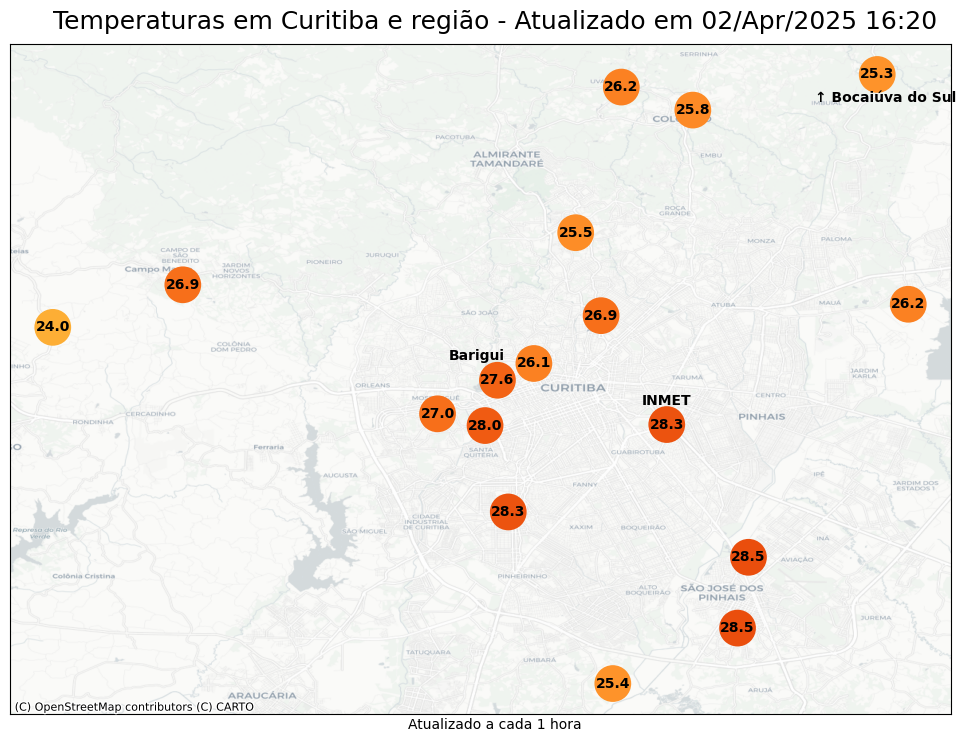 Temperaturas em Curitiba e região - Atualizado em 02/Apr/2025 16:20
SERRINHA
25.3
26.2
↑ Bocaiúva do Sul
25.8
PACOTUBA
ALMIRANTE
TAMANDARÉ
EMBU
ROÇA
GRANDE
25.5
MONZA
PALOMA
CAMPO DE
SÃO
BENEDITO
JURUQUI
PIONEIRO
JARDIM
NOVOS
HORIZONTES
26.9
26.2
MAUÁ
ATUBA
SÃO JOÃO
26.9
24.0
COLÔNIA
DOM PEDRO
Barigui
26.1
27.6
CURITIBA
TARUMÃ
JARDIM
KARLA
ORLEANS
CENTRO
INMET
27.0
CERCADINHO
RONDINHA
PINHAIS
28.0
28.3
Ferraria
SANTA
QUITÉRIA
GUABIROTUBA
AUGUSTA
IPÊ
FANNY
JARDIM DOS
ESTADOS 1
28.3
CIDADE
INDUSTRIAL
DE CURITIBA
SÃO MIGUEL
XAXIM
BOQUEIRÃO
Represa do Rio
Verde
INÁ
28.5
AVIAÇÃO
Colônia Cristina
PINHEIRINHO
ALTO
BOQUEIRÃO
SÃO JOSÉ DOS
PINHAIS
JUREMA
28.5
TATUQUARA
UMBARÁ
25.4
ARUJÁ
ARAUCÁRIA
(C) OpenStreetMap contributors (C) CARTO
Atualizado a cada 1 hora